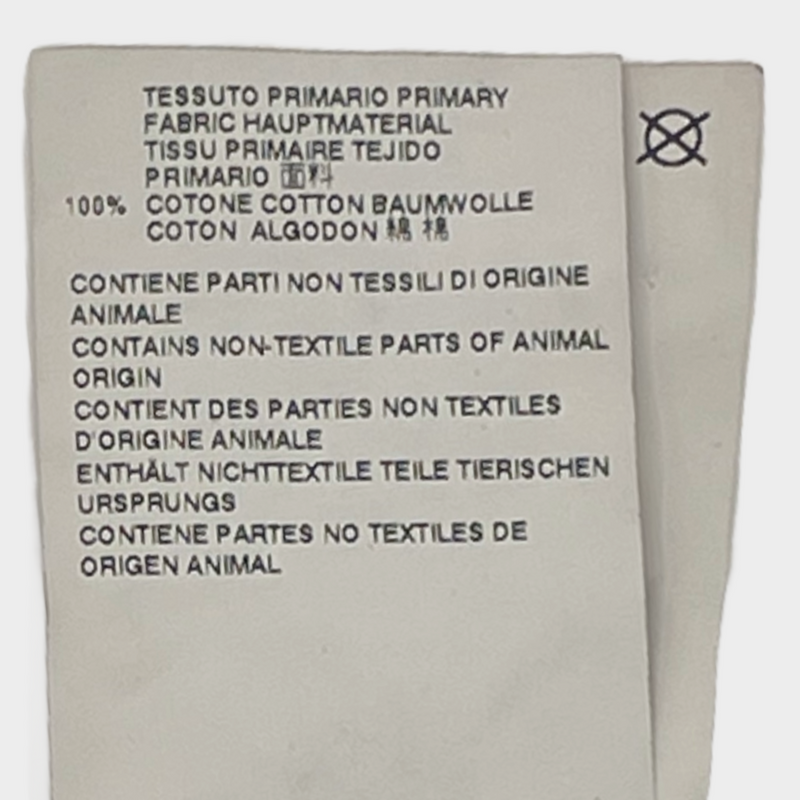 TESSUTO PRIMARIO PRIMARY
FABRIC HAUPTMATERIAL
TISSU PRIMAIRE TEJIDO
PRIMARIO 面料
100% COTONE COTTON BAUMWOLLE
COTON ALGODON 綿 棉
CONTIENE PARTI NON TESSILI DI ORIGINE
ANIMALE
CONTAINS NON-TEXTILE PARTS OF ANIMAL
ORIGIN
CONTIENT DES PARTIES NON TEXTILES
D'ORIGINE ANIMALE
ENTHÄLT NICHTTEXTILE TEILE TIERISCHEN
URSPRUNGS
CONTIENE PARTES NO TEXTILES DE
ORIGEN ANIMAL